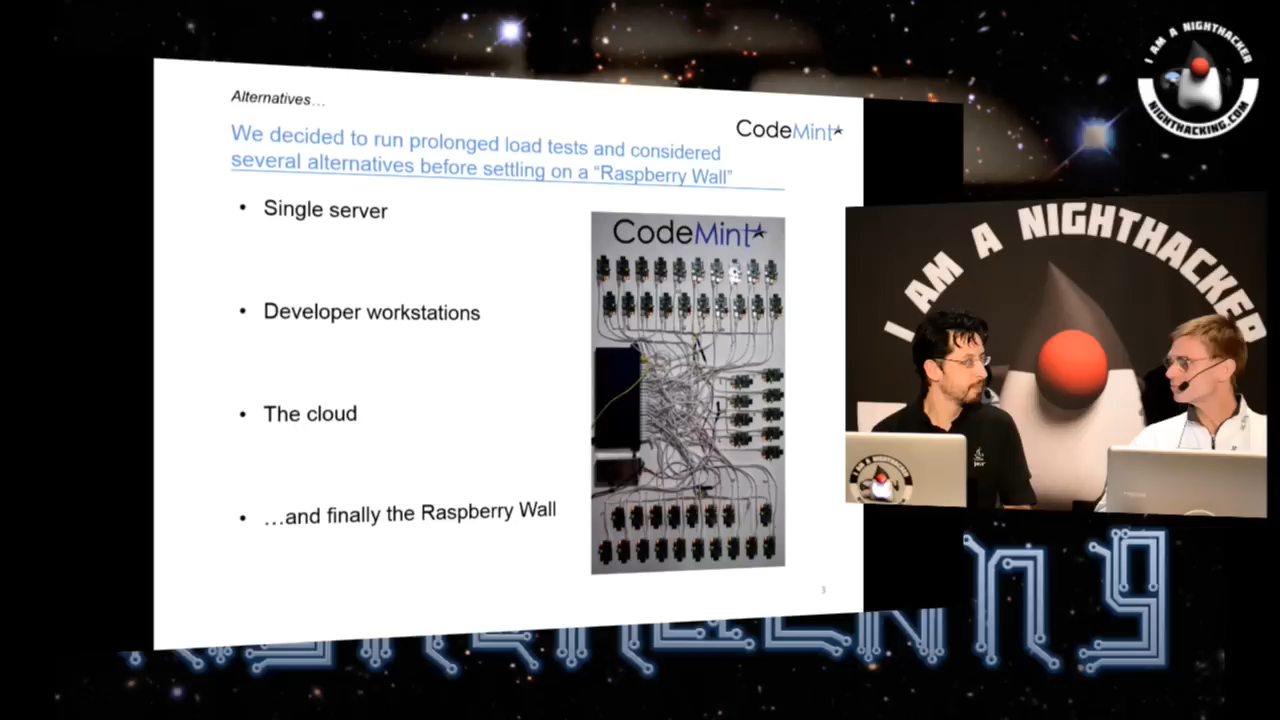 Alternatives…
CodeMint
We decided to run prolonged load tests and considered
several alternatives before settling on a “Raspberry Wall”
• Single server
• Developer workstations
• The cloud
• …and finally the Raspberry Wall
CodeMint
3
I AM A NIGHTHACKER
NIGHTHACKING.COM
I AM A NIGHTHACKER